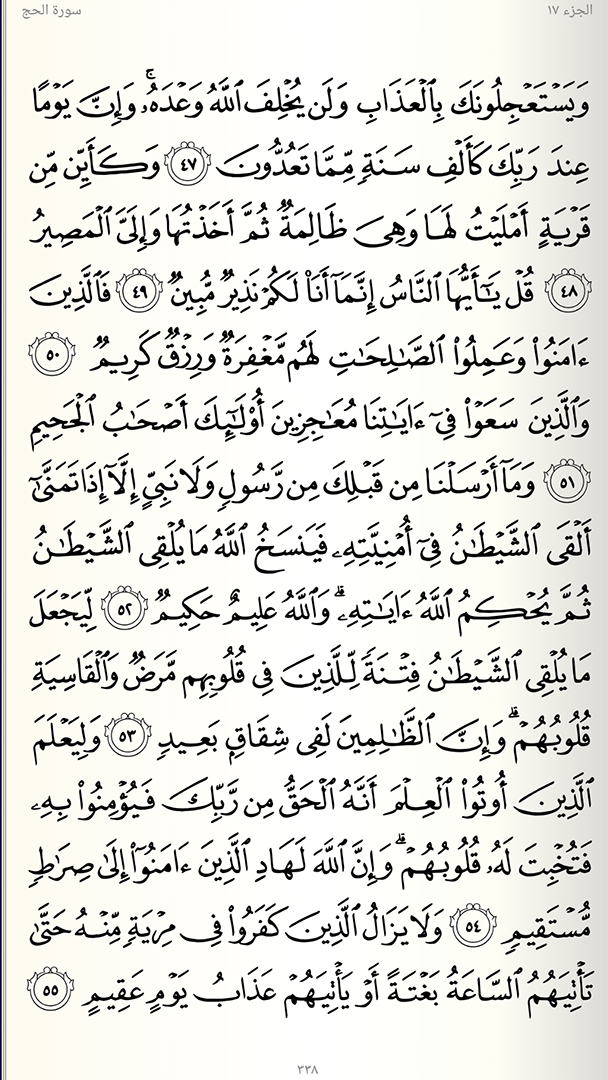 سورة الحج
الجزء ١٧
وَيَسْتَعْجِلُونَكَ بِٱلْعَذَابِ وَلَن يُخْلِفَ ٱللَّهُ وَعْدَهُۥۚ وَإِنَّ يَوْمًا
عِندَ رَبِّكَ كَأَلْفِ سَنَةٍ مِّمَّا تَعُدُّونَ ٤٧ وَكَأَيِّن مِّن
قَرْيَةٍ أَمْلَيْتُ لَهَا وَهِىَ ظَالِمَةٌ ثُمَّ أَخَذْتُهَا وَإِلَىَّ ٱلْمَصِيرُ
٤٨ قُلْ يَـٰٓأَيُّهَا ٱلنَّاسُ إِنَّمَآ أَنَا۠ لَكُمْ نَذِيرٌ مُّبِينٌ ٤٩ فَٱلَّذِينَ
ءَامَنُوا۟ وَعَمِلُوا۟ ٱلصَّـٰلِحَـٰتِ لَهُم مَّغْفِرَةٌ وَرِزْقٌ كَرِيمٌ ٥٠
وَٱلَّذِينَ سَعَوْا۟ فِىٓ ءَايَـٰتِنَا مُعَـٰجِزِينَ أُو۟لَـٰٓئِكَ أَصْحَـٰبُ ٱلْجَحِيمِ
٥١ وَمَآ أَرْسَلْنَا مِن قَبْلِكَ مِن رَّسُولٍ وَلَا نَبِىٍّ إِلَّآ إِذَا تَمَنَّىٰٓ
أَلْقَى ٱلشَّيْطَـٰنُ فِىٓ أُمْنِيَّتِهِۦ فَيَنسَخُ ٱللَّهُ مَا يُلْقِى ٱلشَّيْطَـٰنُ
ثُمَّ يُحْكِمُ ٱللَّهُ ءَايَـٰتِهِۦۗ وَٱللَّهُ عَلِيمٌ حَكِيمٌ ٥٢ لِّيَجْعَلَ
مَا يُلْقِى ٱلشَّيْطَـٰنُ فِتْنَةً لِّلَّذِينَ فِى قُلُوبِهِم مَّرَضٌ وَٱلْقَاسِيَةِ
قُلُوبُهُمْۗ وَإِنَّ ٱلظَّـٰلِمِينَ لَفِى شِقَاقٍۭ بَعِيدٍ ٥٣ وَلِيَعْلَمَ
ٱلَّذِينَ أُوتُوا۟ ٱلْعِلْمَ أَنَّهُ ٱلْحَقُّ مِن رَّبِّكَ فَيُؤْمِنُوا۟ بِهِۦ
فَتُخْبِتَ لَهُۥ قُلُوبُهُمْۗ وَإِنَّ ٱللَّهَ لَهَادِ ٱلَّذِينَ ءَامَنُوٓا۟ إِلَىٰ صِرَٰطٍ
مُّسْتَقِيمٍ ٥٤ وَلَا يَزَالُ ٱلَّذِينَ كَفَرُوا۟ فِى مِرْيَةٍ مِّنْهُ حَتَّىٰ
تَأْتِيَهُمُ ٱلسَّاعَةُ بَغْتَةً أَوْ يَأْتِيَهُمْ عَذَابُ يَوْمٍ عَقِيمٍ ٥٥
٣٣٨